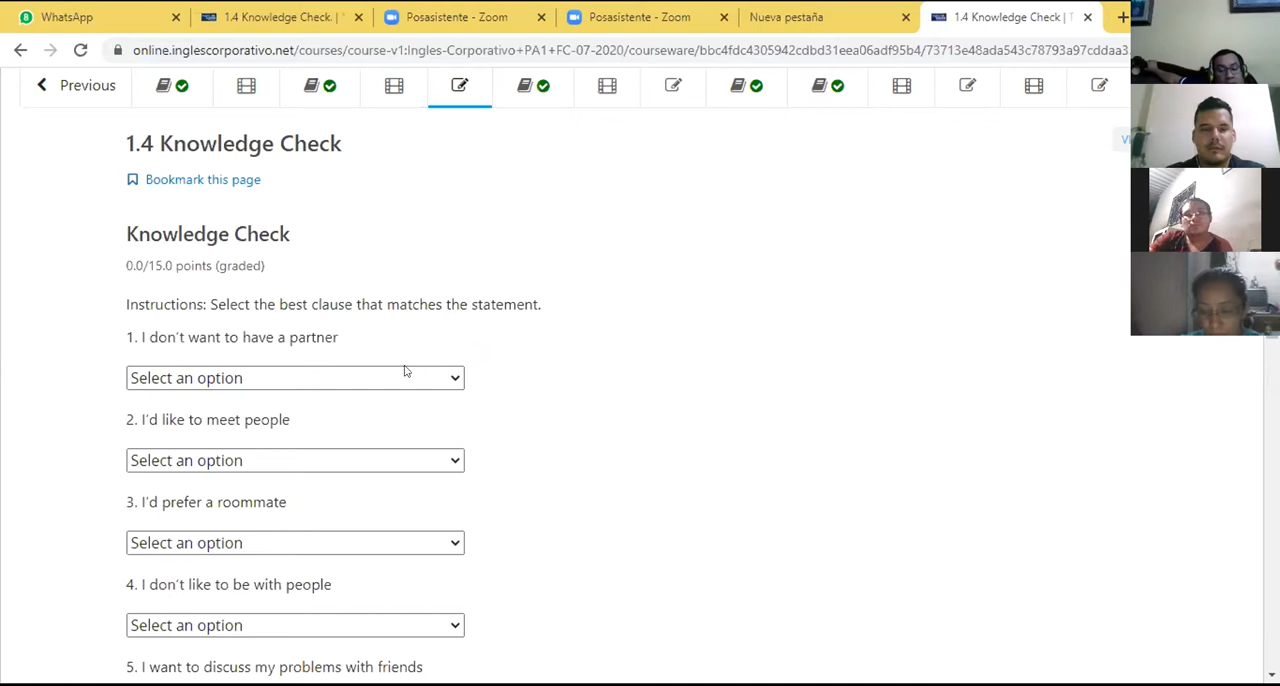 WhatsApp
1.4 Knowledge Check. |
Posasistente - Zoom
Posasistente - Zoom
Nueva pestaña
1.4 Knowledge Check |
online.inglescorporativo.net/courses/course-v1:Ingles-Corporativo+PA1+FC-07-2020/courseware/bbc4fdc4305942cdbd31eea06adf95b4/73713e48ada543c78793a97cddaa3...
Previous
1.4 Knowledge Check
Bookmark this page
Knowledge Check
0.0/15.0 points (graded)
Instructions: Select the best clause that matches the statement.
1. I don't want to have a partner
Select an option
2. I'd like to meet people
Select an option
3. I'd prefer a roommate
Select an option
4. I don't like to be with people
Select an option
5. I want to discuss my problems with friends